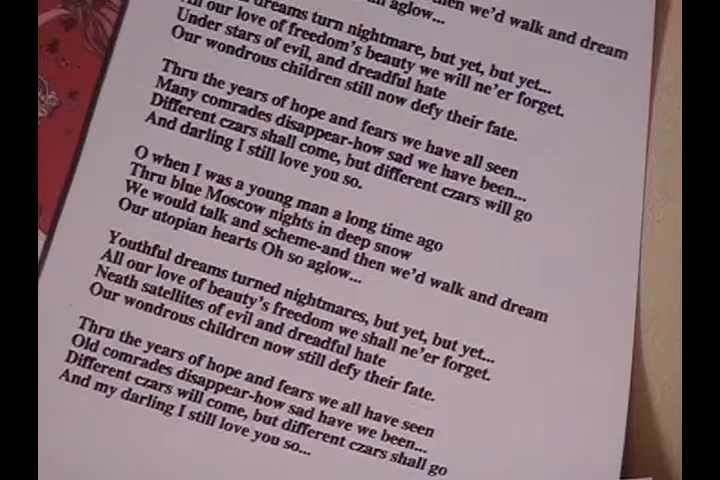 then we'd walk and dream
aglow...
dreams turn nightmare, but yet, but yet...
our love of freedom's beauty we will ne'er forget.
Under stars of evil, and dreadful hate
Our wondrous children still now defy their fate.
Thru the years of hope and fears we have all seen
Many comrades disappear-how sad we have been...
Different czars shall come, but different czars will go
And darling I still love you so.
O when I was a young man a long time ago
Thru blue Moscow nights in deep snow
We would talk and scheme-and then we'd walk and dream
Our utopian hearts Oh so aglow...
Youthful dreams turned nightmares, but yet, but yet...
All our love of beauty's freedom we shall ne'er forget.
Neath satellites of evil and dreadful hate
Our wondrous children now still defy their fate.
Thru the years of hope and fears we all have seen
Old comrades disappear-how sad have we been...
Different czars will come, but different czars shall go
And my darling I still love you so...